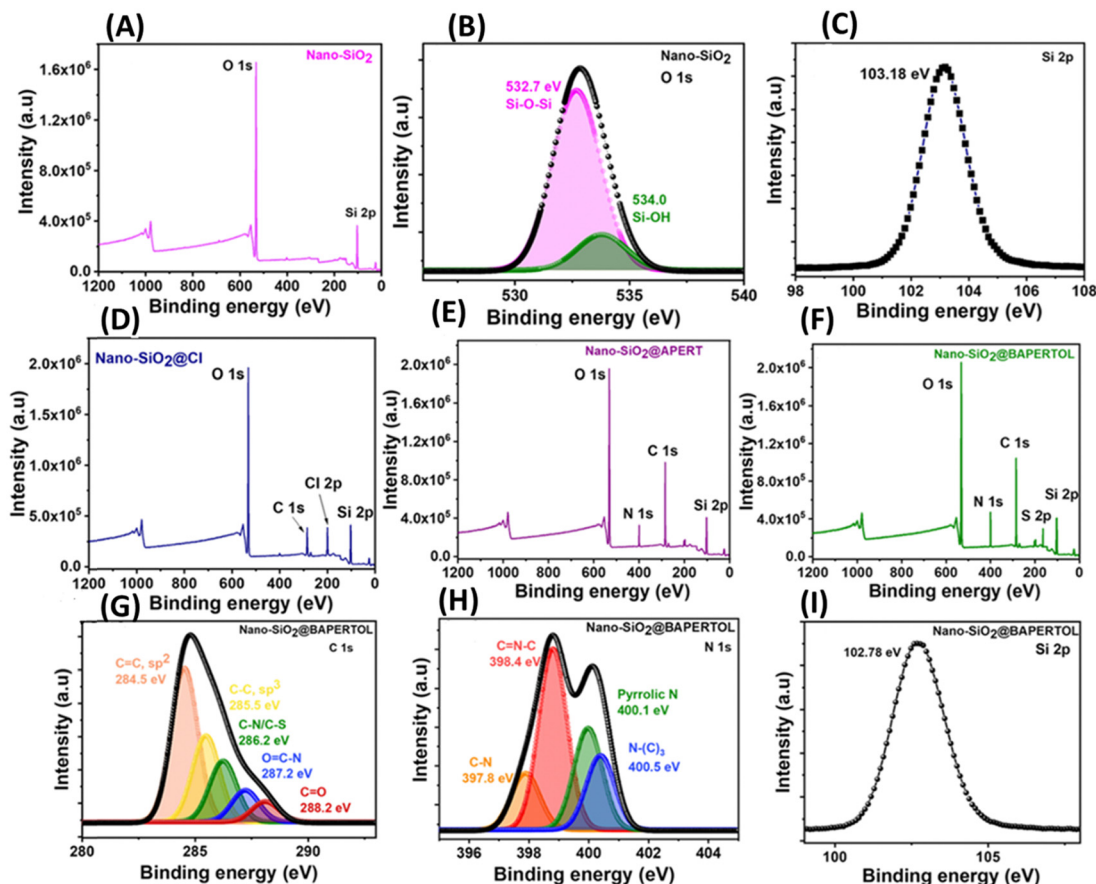 (A)
Nano-SiO2
O 1s
Si 2p
1.6x10^6
1.2x10^6
8.0x10^5
4.0x10^5
0.0
Intensity (a.u)
1200 1000 800 600 400 200 0
Binding energy (eV)
(B)
Nano-SiO2
O 1s
532.7 eV
Si-O-Si
534.0
Si-OH
Intensity (a.u)
530 535 540
Binding energy (eV)
(C)
Si 2p
103.18 eV
Intensity (a.u)
98 100 102 104 106 108
Binding energy (eV)
(D)
Nano-SiO2@Cl
O 1s
Cl 2p
C 1s
Si 2p
2.0x10^6
1.5x10^6
1.0x10^6
5.0x10^5
0.0
Intensity (a.u)
1200 1000 800 600 400 200 0
Binding energy (eV)
(E)
Nano-SiO2@APERT
O 1s
C 1s
N 1s
Si 2p
2.0x10^6
1.6x10^6
1.2x10^6
8.0x10^5
4.0x10^5
0.0
Intensity (a.u)
1200 1000 800 600 400 200 0
Binding energy (eV)
(F)
Nano-SiO2@BAPERTOL
O 1s
C 1s
N 1s
S 2p
Si 2p
2.0x10^6
1.6x10^6
1.2x10^6
8.0x10^5
4.0x10^5
0.0
Intensity (a.u)
1200 1000 800 600 400 200 0
Binding energy (eV)
(G)
Nano-SiO2@BAPERTOL
C 1s
C=C, sp2
284.5 eV
C-C, sp3
285.5 eV
C-N/C-S
286.2 eV
O=C-N
287.2 eV
C=O
288.2 eV
Intensity (a.u)
280 285 290
Binding energy (eV)
(H)
Nano-SiO2@BAPERTOL
N 1s
C=N-C
398.4 eV
Pyrrolic N
400.1 eV
C-N
397.8 eV
N-(C)3
400.5 eV
Intensity (a.u)
396 398 400 402 404
Binding energy (eV)
(I)
Nano-SiO2@BAPERTOL
Si 2p
102.78 eV
Intensity (a.u)
100 105
Binding energy (eV)